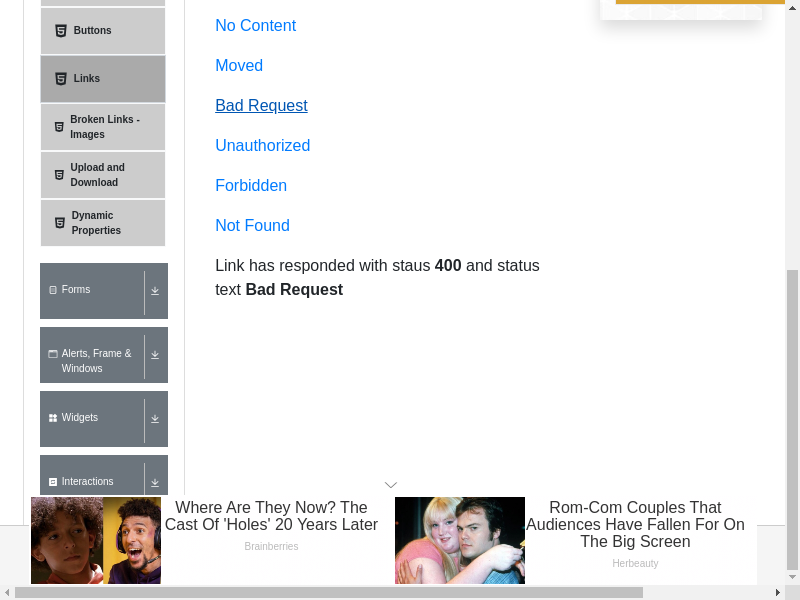 Buttons
Links
Broken Links -
Images
Upload and
Download
Dynamic
Properties
Forms
Alerts, Frame &
Windows
Widgets
Interactions
No Content
Moved
Bad Request
Unauthorized
Forbidden
Not Found
Link has responded with staus 400 and status
text Bad Request
Where Are They Now? The
Cast Of 'Holes' 20 Years Later
Brainberries
Rom-Com Couples That
Audiences Have Fallen For On
The Big Screen
Herbeauty